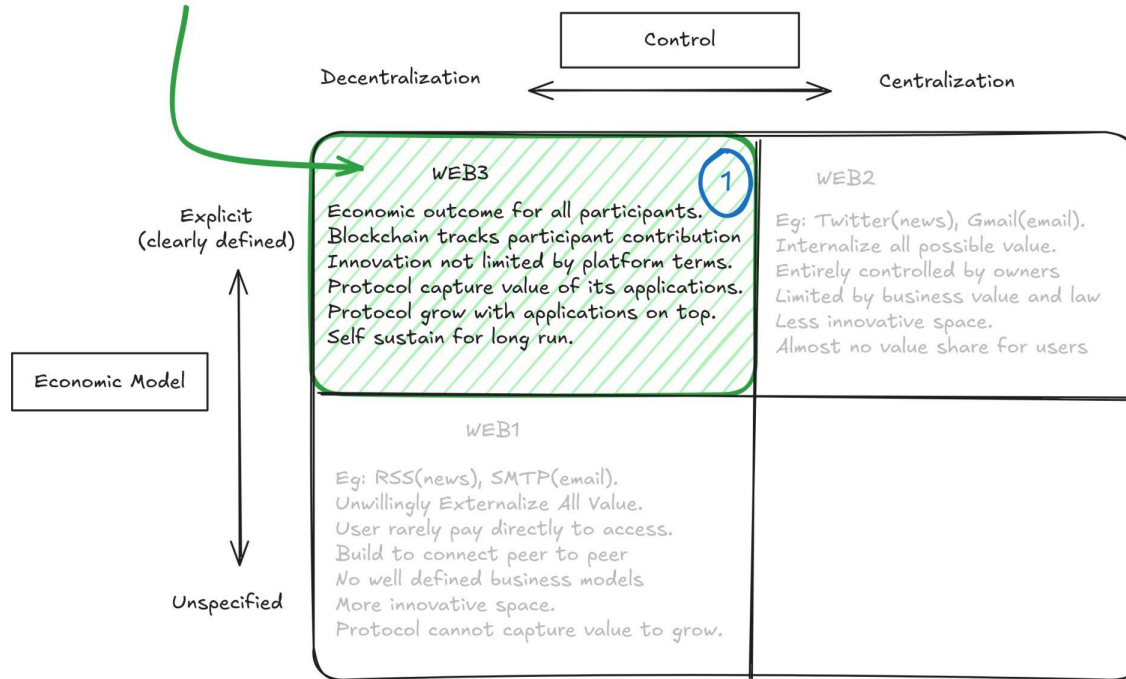 Control
Decentralization
Centralization
WEB3
1
Economic outcome for all participants.
Blockchain tracks participant contribution
Innovation not limited by platform terms.
Protocol capture value of its applications.
Protocol grow with applications on top.
Self sustain for long run.
WEB2
Eg: Twitter(news), Gmail(email).
Internalize all possible value.
Entirely controlled by owners
Limited by business value and law
Less innovative space.
Almost no value share for users
Explicit
(clearly defined)
Economic Model
Unspecified
WEB1
Eg: RSS(news), SMTP(email).
Unwillingly Externalize All Value.
User rarely pay directly to access.
Build to connect peer to peer
No well defined business models
More innovative space.
Protocol cannot capture value to grow.